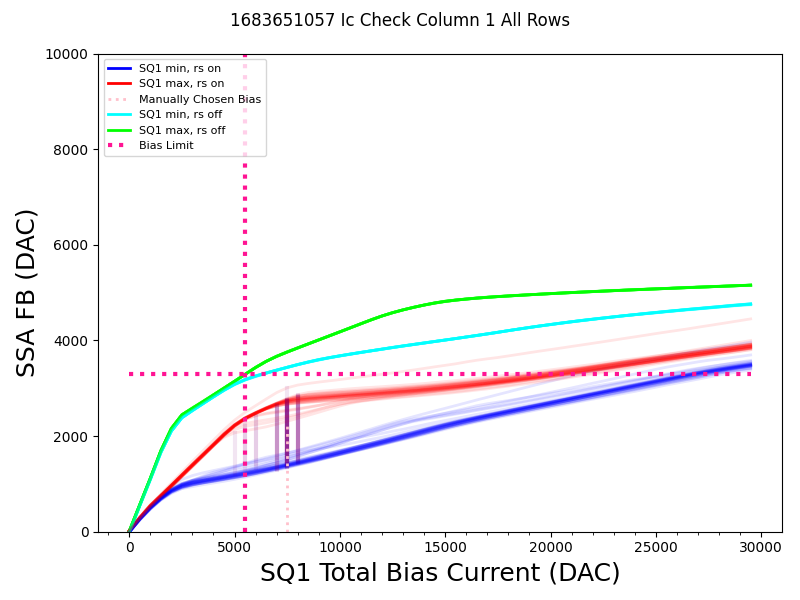 1683651057 Ic Check Column 1 All Rows
10000
8000
6000
4000
2000
0
SSA FB (DAC)
SQ1 min, rs on
SQ1 max, rs on
Manually Chosen Bias
SQ1 min, rs off
SQ1 max, rs off
Bias Limit
0 5000 10000 15000 20000 25000 30000
SQ1 Total Bias Current (DAC)